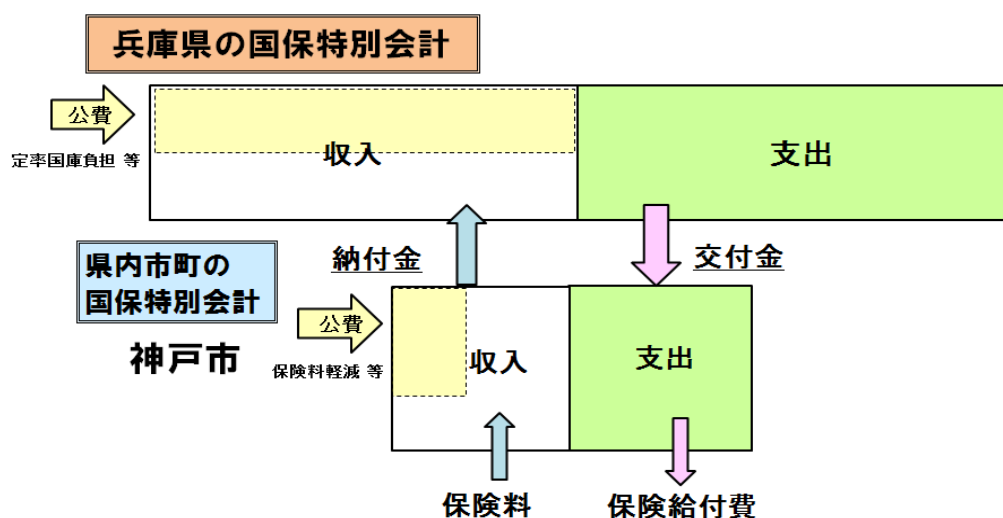 兵庫県の国保特別会計
公費
定率国庫負担 等
収入
支出
納付金
交付金
県内市町の
国保特別会計
神戸市
公費
保険料軽減 等
収入
支出
保険料
保険給付費